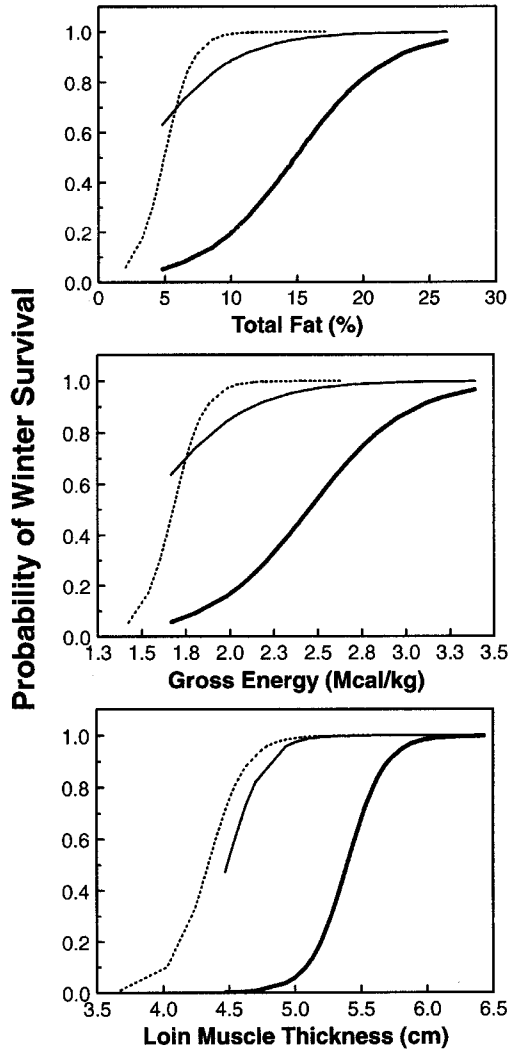 Probability of Winter Survival
1.0
0.8
0.6
0.4
0.2
0.0
0 5 10 15 20 25 30
Total Fat (%)
1.0
0.8
0.6
0.4
0.2
0.0
1.3 1.5 1.8 2.0 2.3 2.5 2.8 3.0 3.3 3.5
Gross Energy (Mcal/kg)
1.0
0.8
0.6
0.4
0.2
0.0
3.5 4.0 4.5 5.0 5.5 6.0 6.5
Loin Muscle Thickness (cm)